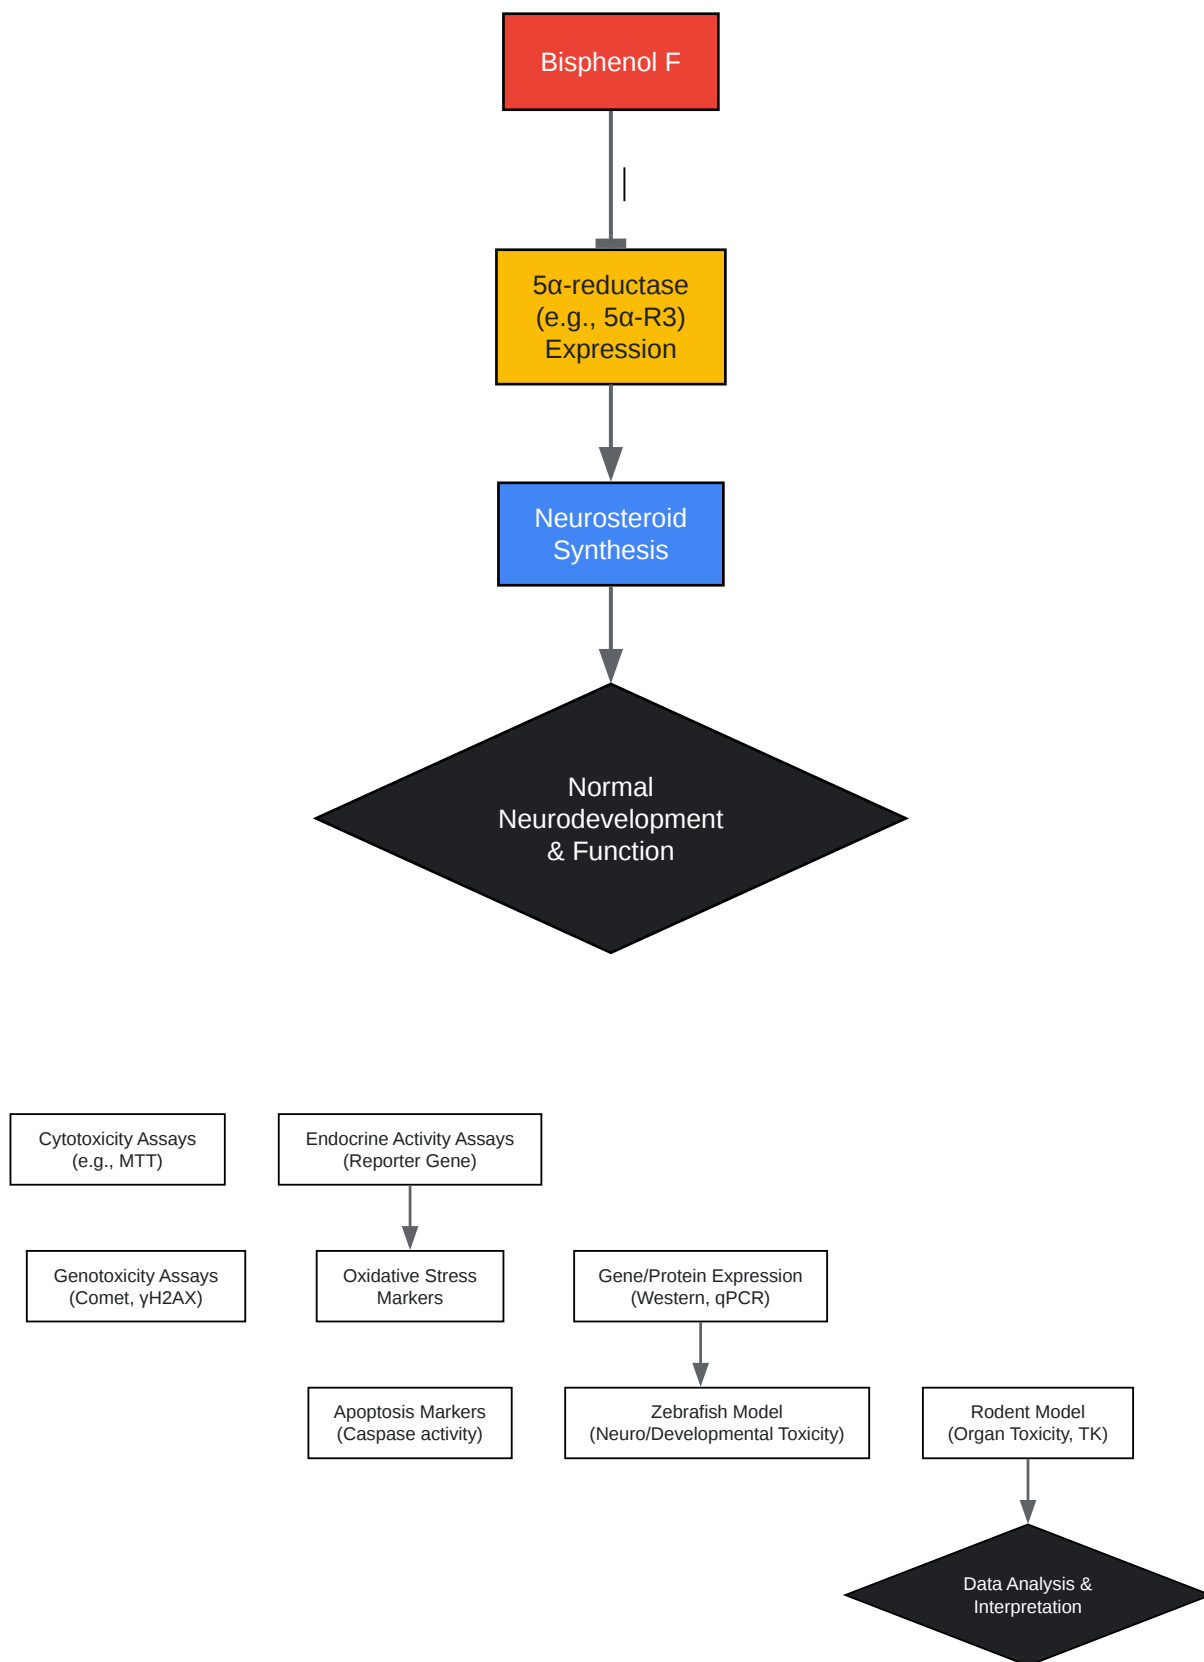 Bisphenol F
|
5α-reductase
(e.g., 5α-R3)
Expression
Neurosteroid
Synthesis
Normal
Neurodevelopment
& Function
Cytotoxicity Assays
(e.g., MTT)
Endocrine Activity Assays
(Reporter Gene)
Genotoxicity Assays
(Comet, γH2AX)
Oxidative Stress
Markers
Gene/Protein Expression
(Western, qPCR)
Apoptosis Markers
(Caspase activity)
Zebrafish Model
(Neuro/Developmental Toxicity)
Rodent Model
(Organ Toxicity, TK)
Data Analysis &
Interpretation